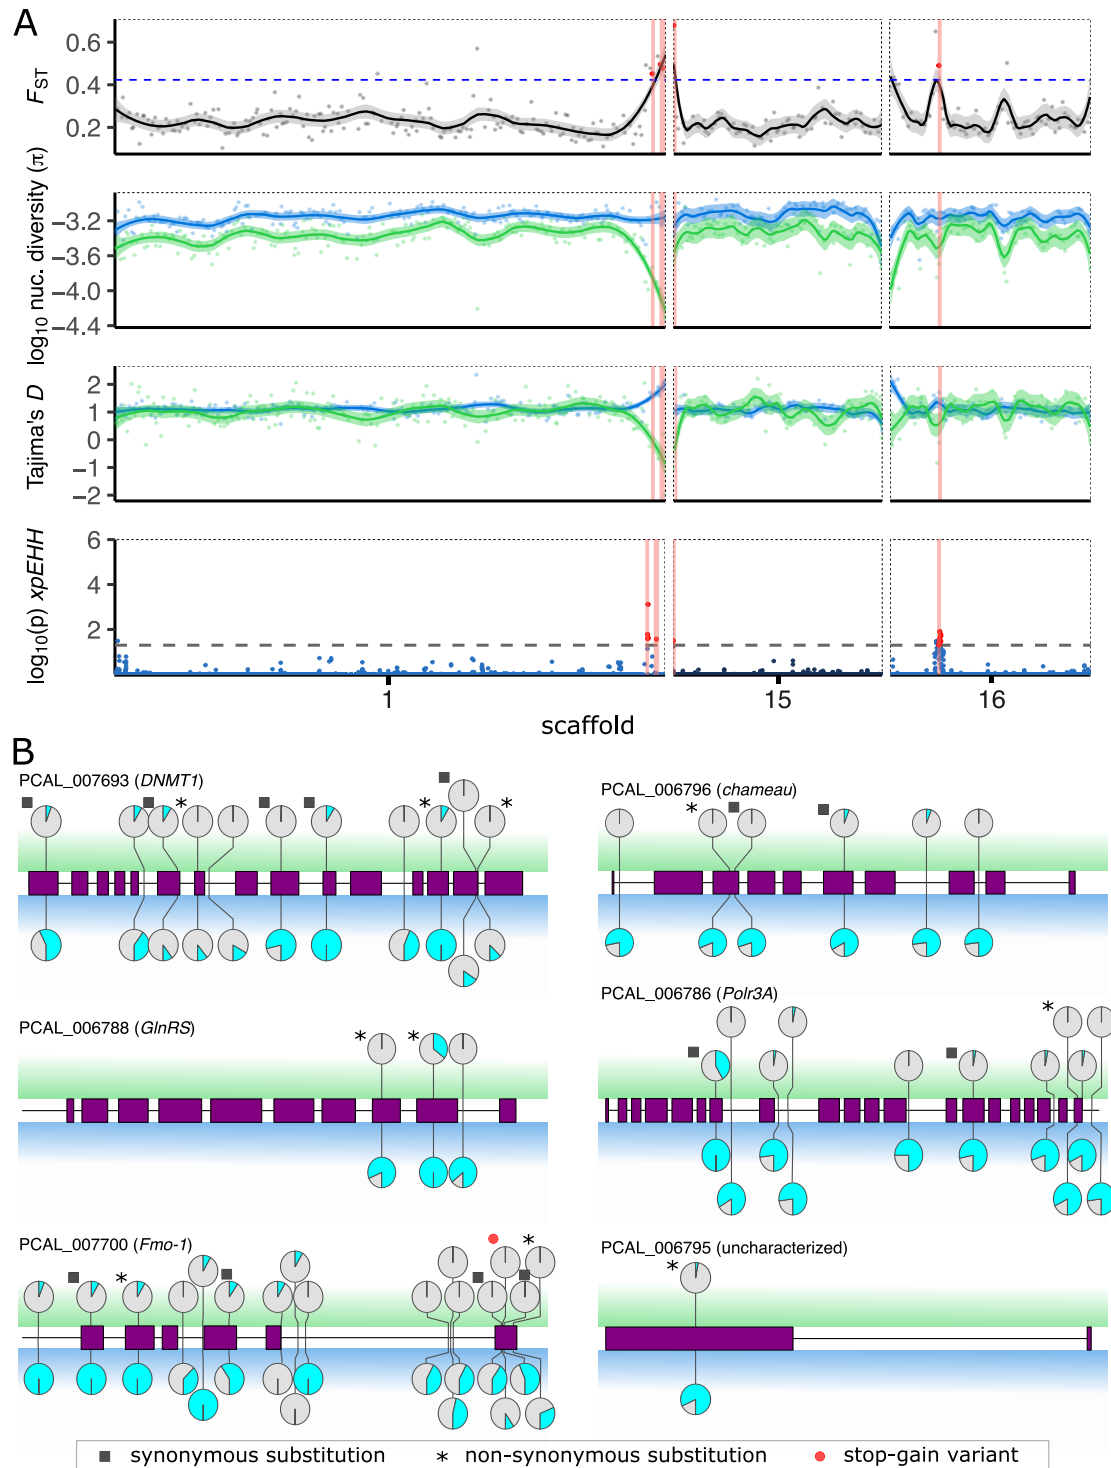 A
F_ST
0.6
0.4
0.2
log₁₀ nuc. diversity (π)
−3.2
−3.6
−4.0
−4.4
Tajima's D
2
1
0
−1
−2
log₁₀(p) xpEHH
6
4
2
1
15
16
scaffold
B
PCAL_007693 (DNMT1)
PCAL_006796 (chameau)
*
*
*
*
PCAL_006788 (GlnRS)
PCAL_006786 (Polr3A)
*
*
*
PCAL_007700 (Fmo-1)
PCAL_006795 (uncharacterized)
*
*
*
synonymous substitution
* non-synonymous substitution
stop-gain variant